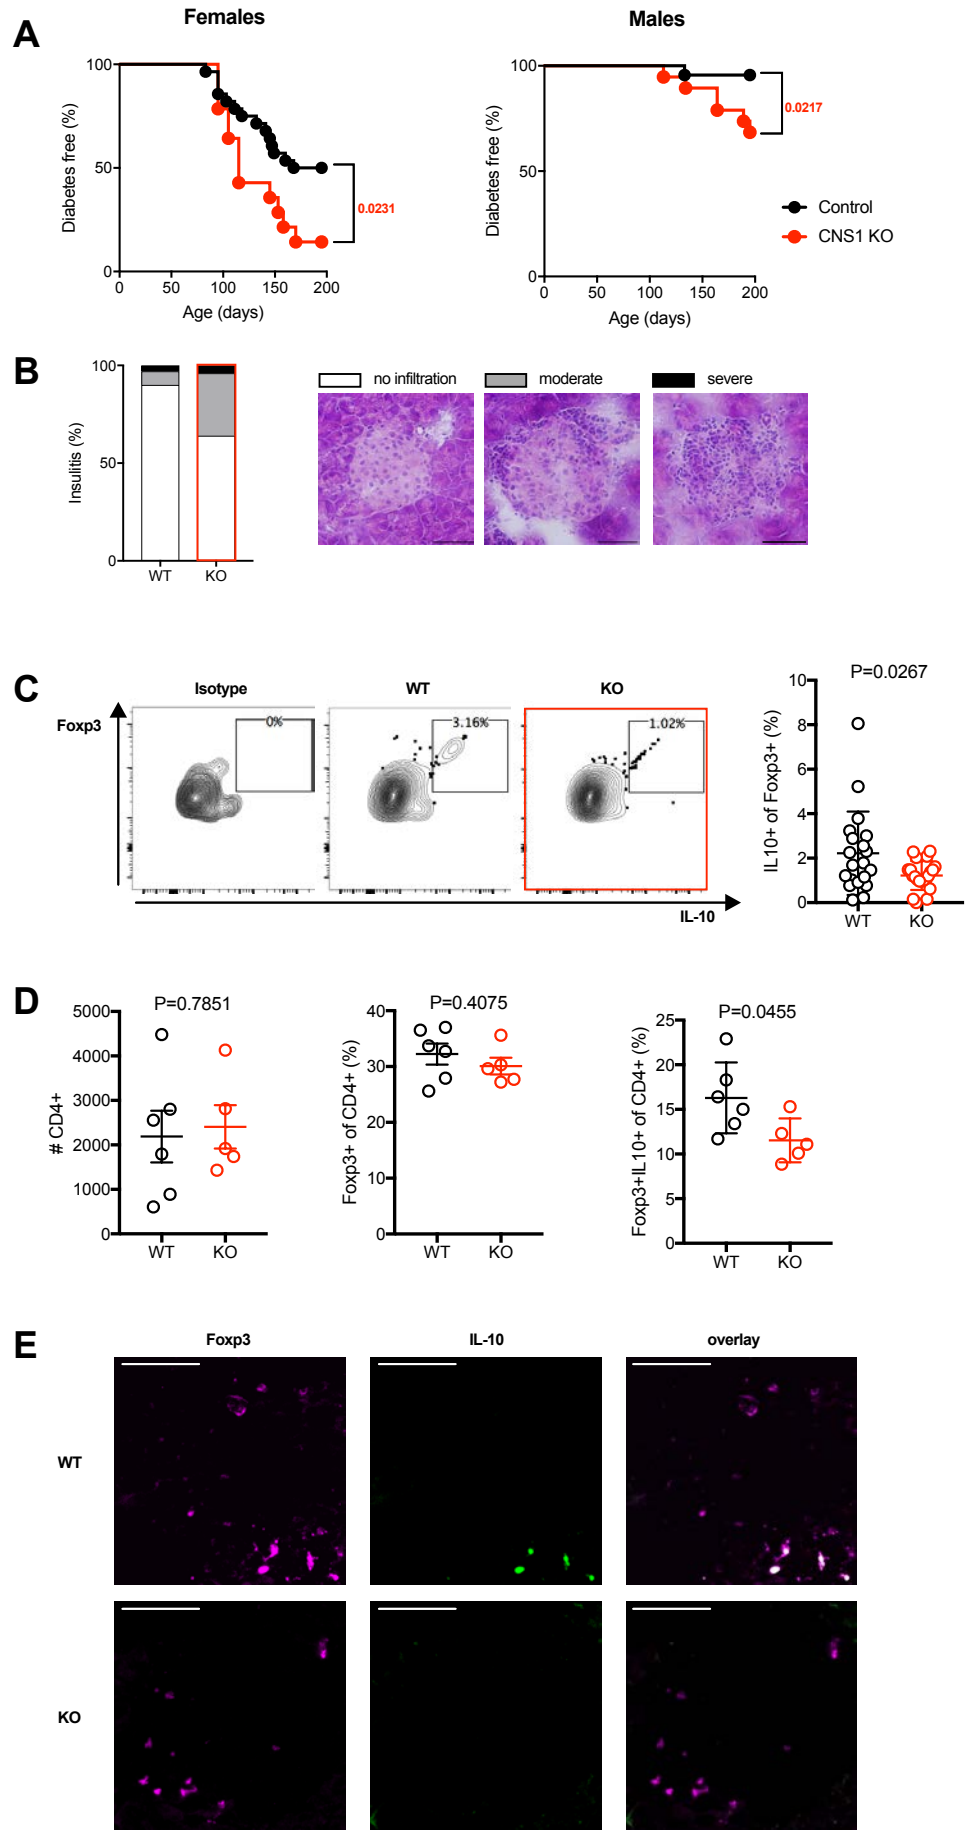 A
Females
Males
Diabetes free (%)
100
50
0
0 50 100 150 200
Age (days)
0.0231
Diabetes free (%)
100
50
0
0 50 100 150 200
Age (days)
0.0217
Control
CNS1 KO
B
Insulitis (%)
100
50
0
WT KO
no infiltration moderate severe
C
Isotype WT KO
Foxp3
0%
3.16%
1.02%
IL-10
P=0.0267
IL10+ of Foxp3+ (%)
10
8
6
4
2
0
WT KO
D
P=0.7851
# CD4+
5000
4000
3000
2000
1000
0
WT KO
P=0.4075
Foxp3+ of CD4+ (%)
40
30
20
10
0
WT KO
P=0.0455
Foxp3+IL10+ of CD4+ (%)
25
20
15
10
5
0
WT KO
E
Foxp3 IL-10 overlay
WT
KO